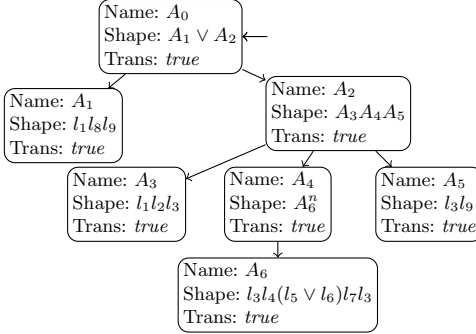 Name: A₀
Shape: A₁ ∨ A₂
Trans: true
Name: A₁
Shape: l₁l₈l₉
Trans: true
Name: A₂
Shape: A₃A₄A₅
Trans: true
Name: A₃
Shape: l₁l₂l₃
Trans: true
Name: A₄
Shape: A₆ⁿ
Trans: true
Name: A₅
Shape: l₃l₉
Trans: true
Name: A₆
Shape: l₃l₄(l₅ ∨ l₆)l₇l₃
Trans: true